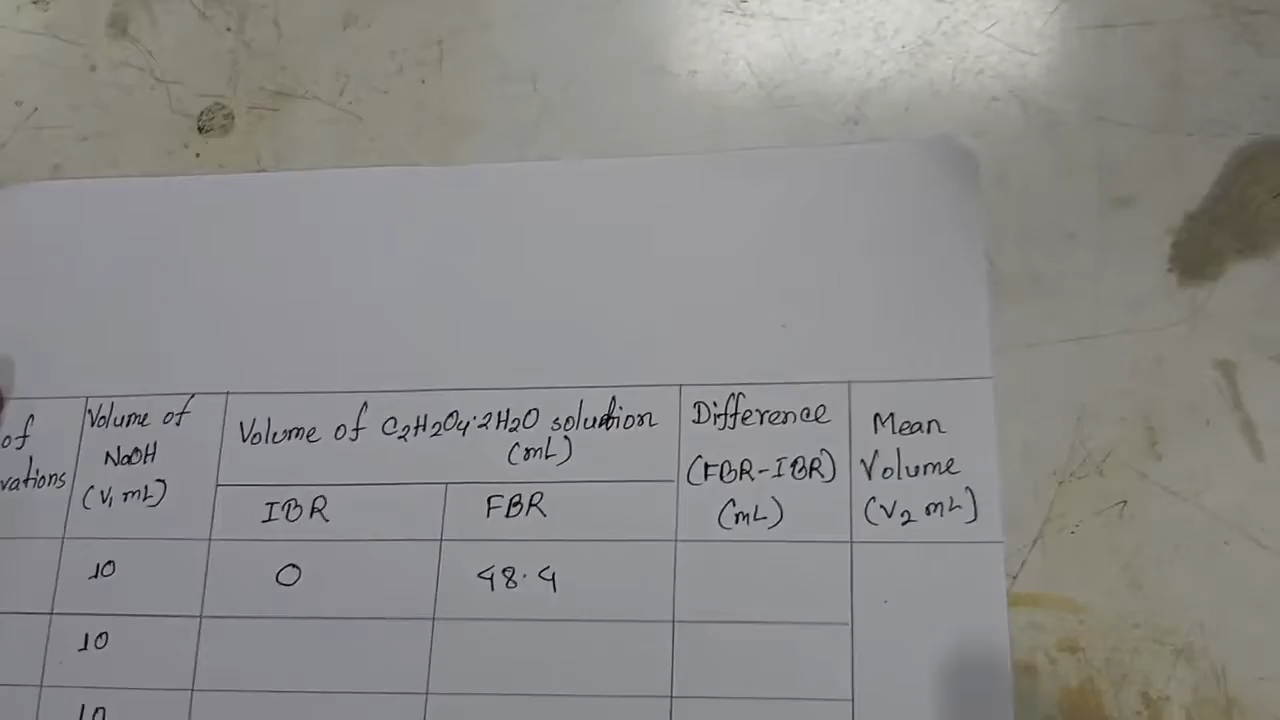 of
vations
Volume of
NaOH
(V1 mL)
Volume of C2H2O4·2H2O solution
(mL)
IBR
FBR
Difference
(FBR-IBR)
(mL)
Mean
Volume
(V2 mL)
10
0
48.4
10
10